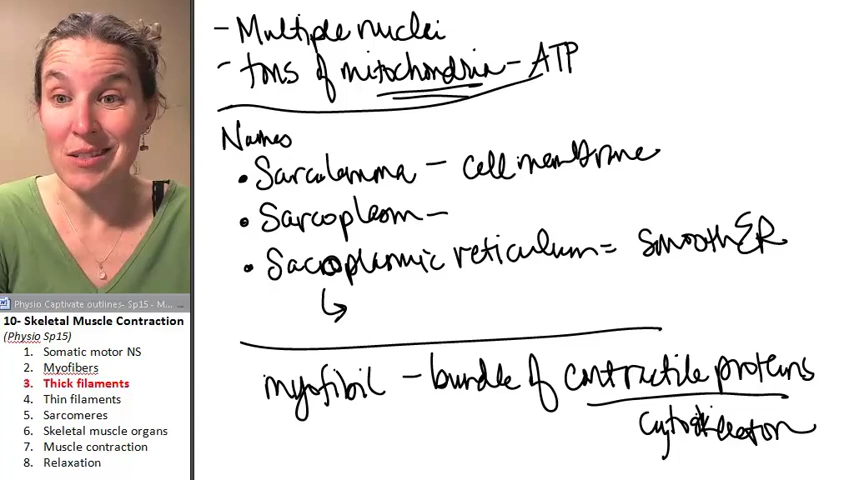 - Multiple nuclei
- tons of mitochondria - ATP
Names
• Sarcolemma - cell membrane
• Sarcoplasm -
• Sacroplasmic reticulum = Smooth ER
↳
myofibil - bundle of contractile proteins
cytoskeleton
Physio Captivate outlines- Sp15 - M...
10- Skeletal Muscle Contraction
(Physio Sp15)
1. Somatic motor NS
2. Myofibers
3. Thick filaments
4. Thin filaments
5. Sarcomeres
6. Skeletal muscle organs
7. Muscle contraction
8. Relaxation